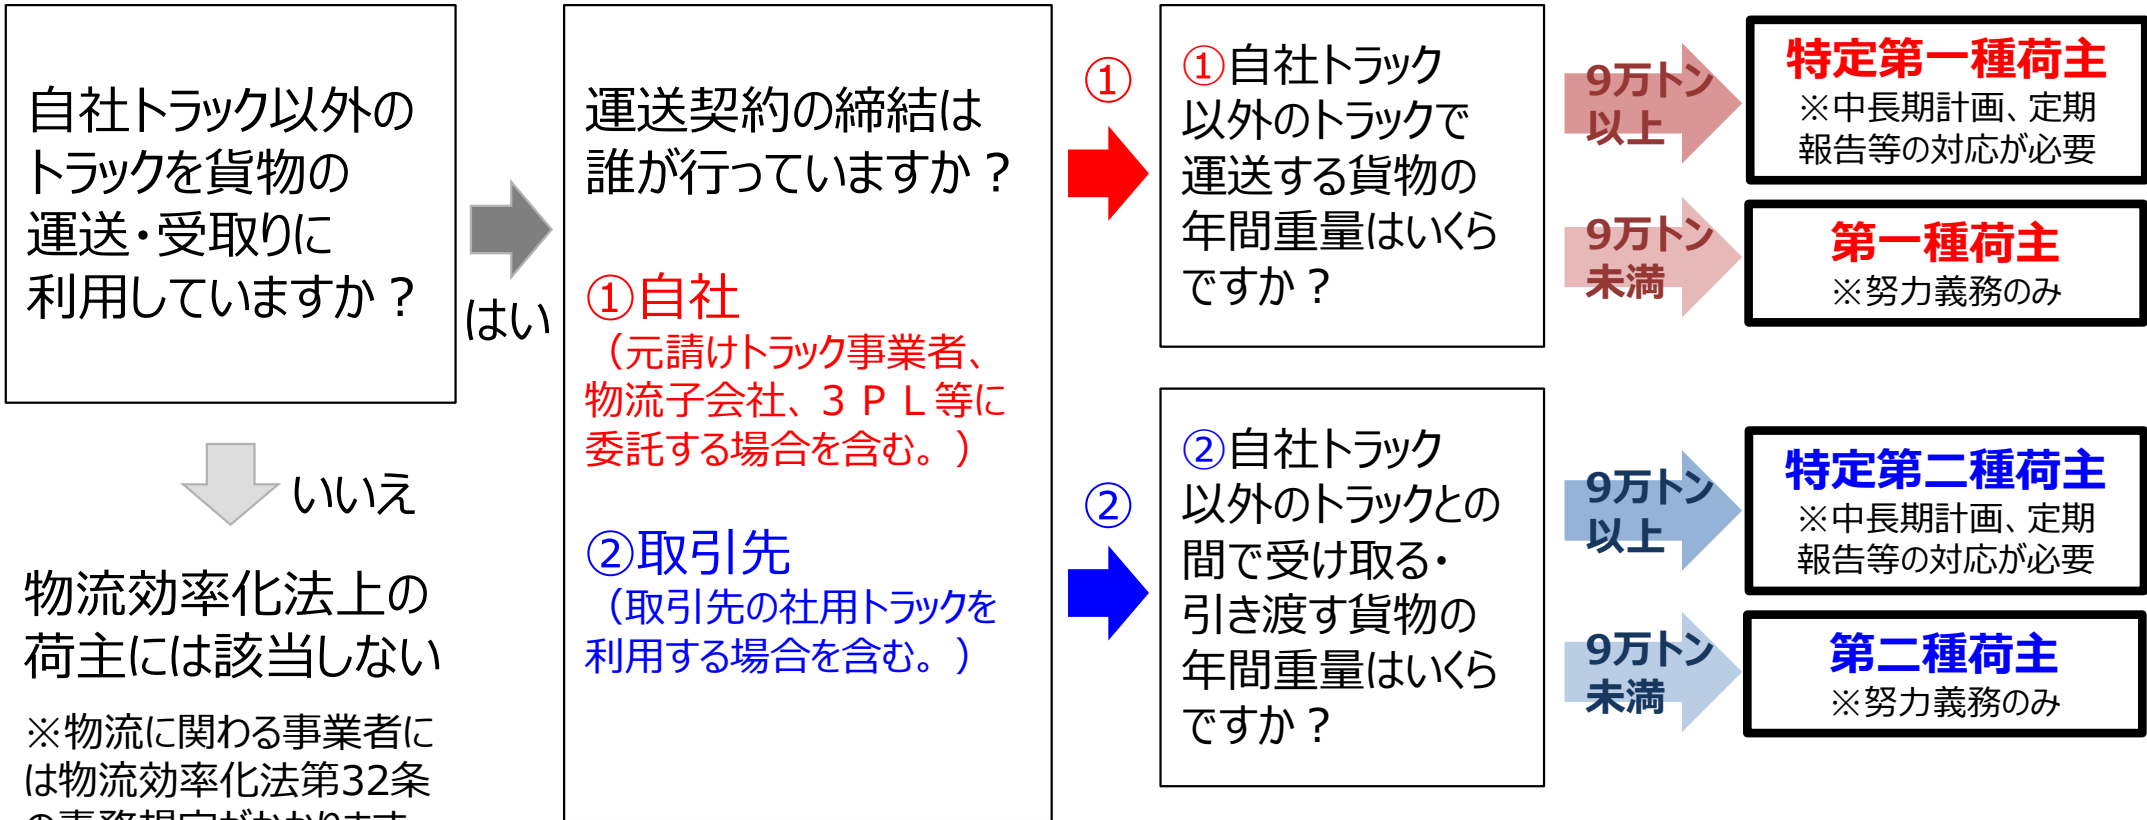 自社トラック以外の
トラックを貨物の
運送・受取りに
利用していますか？
はい
いいえ
物流効率化法上の
荷主には該当しない
※物流に関わる事業者に
は物流効率化法第32条
運送契約の締結は
誰が行っていますか？
①自社
（元請けトラック事業者、
物流子会社、３ＰＬ等に
委託する場合を含む。）
②取引先
（取引先の社用トラックを
利用する場合を含む。）
①
①自社トラック
以外のトラックで
運送する貨物の
年間重量はいくら
ですか？
9万トン
以上
特定第一種荷主
※中長期計画、定期
報告等の対応が必要
9万トン
未満
第一種荷主
※努力義務のみ
②
②自社トラック
以外のトラックとの
間で受け取る・
引き渡す貨物の
年間重量はいくら
ですか？
9万トン
以上
特定第二種荷主
※中長期計画、定期
報告等の対応が必要
9万トン
未満
第二種荷主
※努力義務のみ